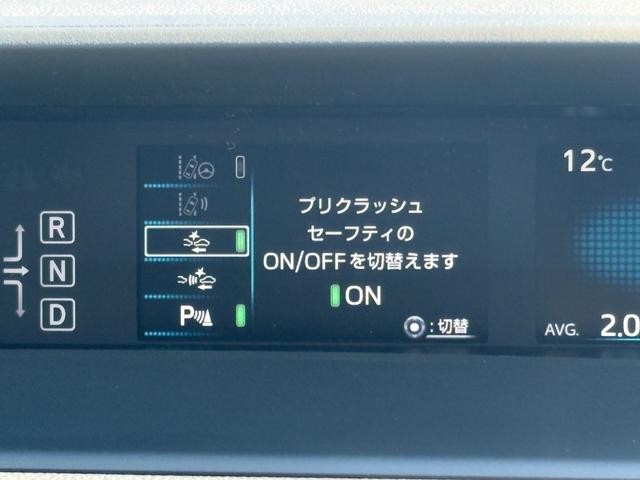 R
N
D
P
プリクラッシュ
セーフティの
ON/OFFを切替えます
ON
:切替
12℃
AVG. 2.0